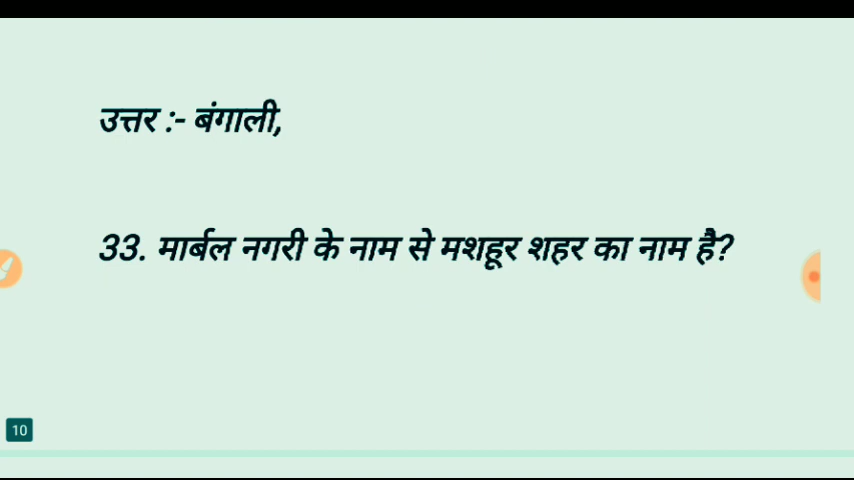 उत्तर :- बंगाली,
33. मार्बल नगरी के नाम से मशहूर शहर का नाम है?
10